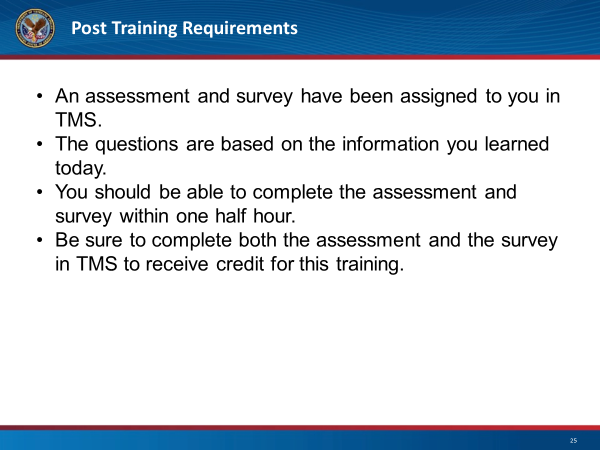 Post Training Requirements
• An assessment and survey have been assigned to you in
TMS.
• The questions are based on the information you learned
today.
• You should be able to complete the assessment and
survey within one half hour.
• Be sure to complete both the assessment and the survey
in TMS to receive credit for this training.
25